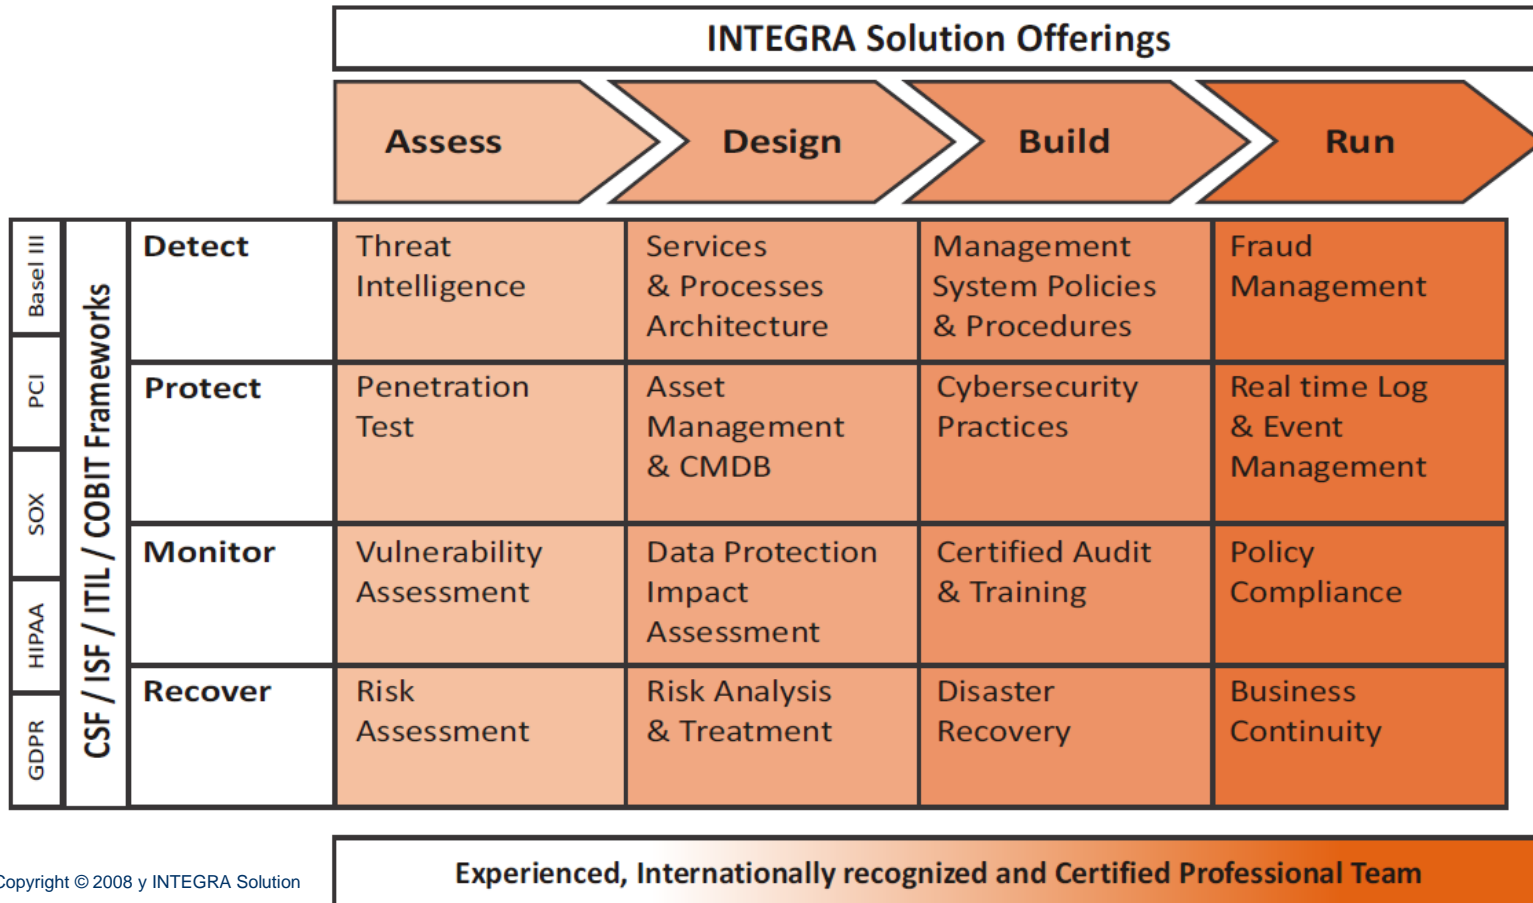 INTEGRA Solution Offerings
Assess
Design
Build
Run
Basel III
PCI
SOX
HIPAA
GDPR
CSF / ISF / ITIL / COBIT Frameworks
Detect
Threat
Intelligence
Services
& Processes
Architecture
Management
System Policies
& Procedures
Fraud
Management
Protect
Penetration
Test
Asset
Management
& CMDB
Cybersecurity
Practices
Real time Log
& Event
Management
Monitor
Vulnerability
Assessment
Data Protection
Impact
Assessment
Certified Audit
& Training
Policy
Compliance
Recover
Risk
Assessment
Risk Analysis
& Treatment
Disaster
Recovery
Business
Continuity
Copyright © 2008 y INTEGRA Solution
Experienced, Internationally recognized and Certified Professional Team